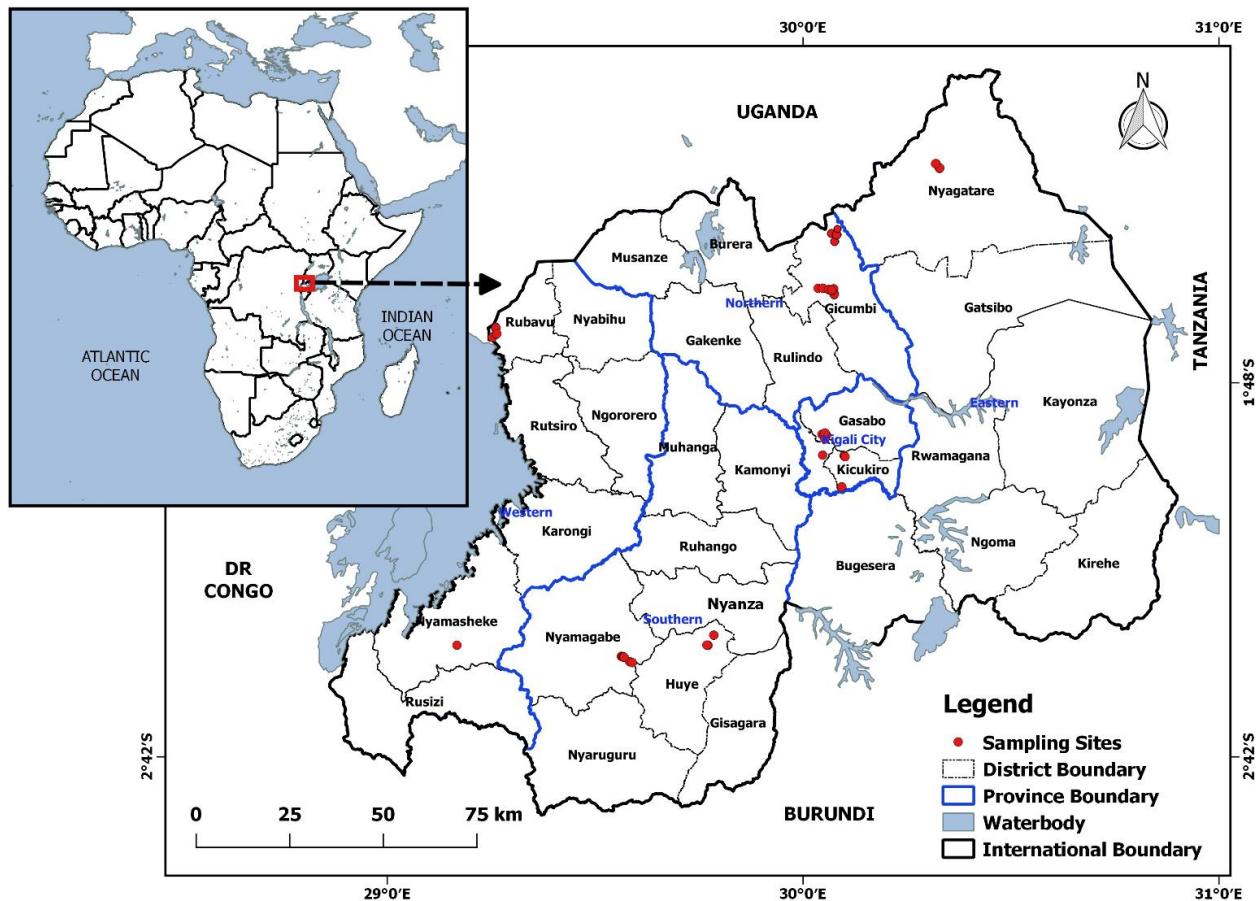 30°0'E
31°0'E
N
UGANDA
Nyagatare
Burera
Musanze
TANZANIA
INDIAN
OCEAN
ATLANTIC
OCEAN
Northern
Gicumbi
Gatsibo
Rubavu
Nyabihu
Gakenke
Rulindo
1°48'S
Eastern
Kayonza
Ngororero
Rutsiro
Gasabo
Kigali City
Muhanga
Kamonyi
Kicukiro
Rwamagana
Western
Karongi
Ruhango
Ngoma
Kirehe
Bugesera
DR
CONGO
Nyanza
Nyamasheke
Southern
Nyamagabe
Huye
Rusizi
Gisagara
Nyaruguru
Legend
Sampling Sites
District Boundary
Province Boundary
Waterbody
International Boundary
2°42'S
2°42'S
0 25 50 75 km
BURUNDI
29°0'E
30°0'E
31°0'E